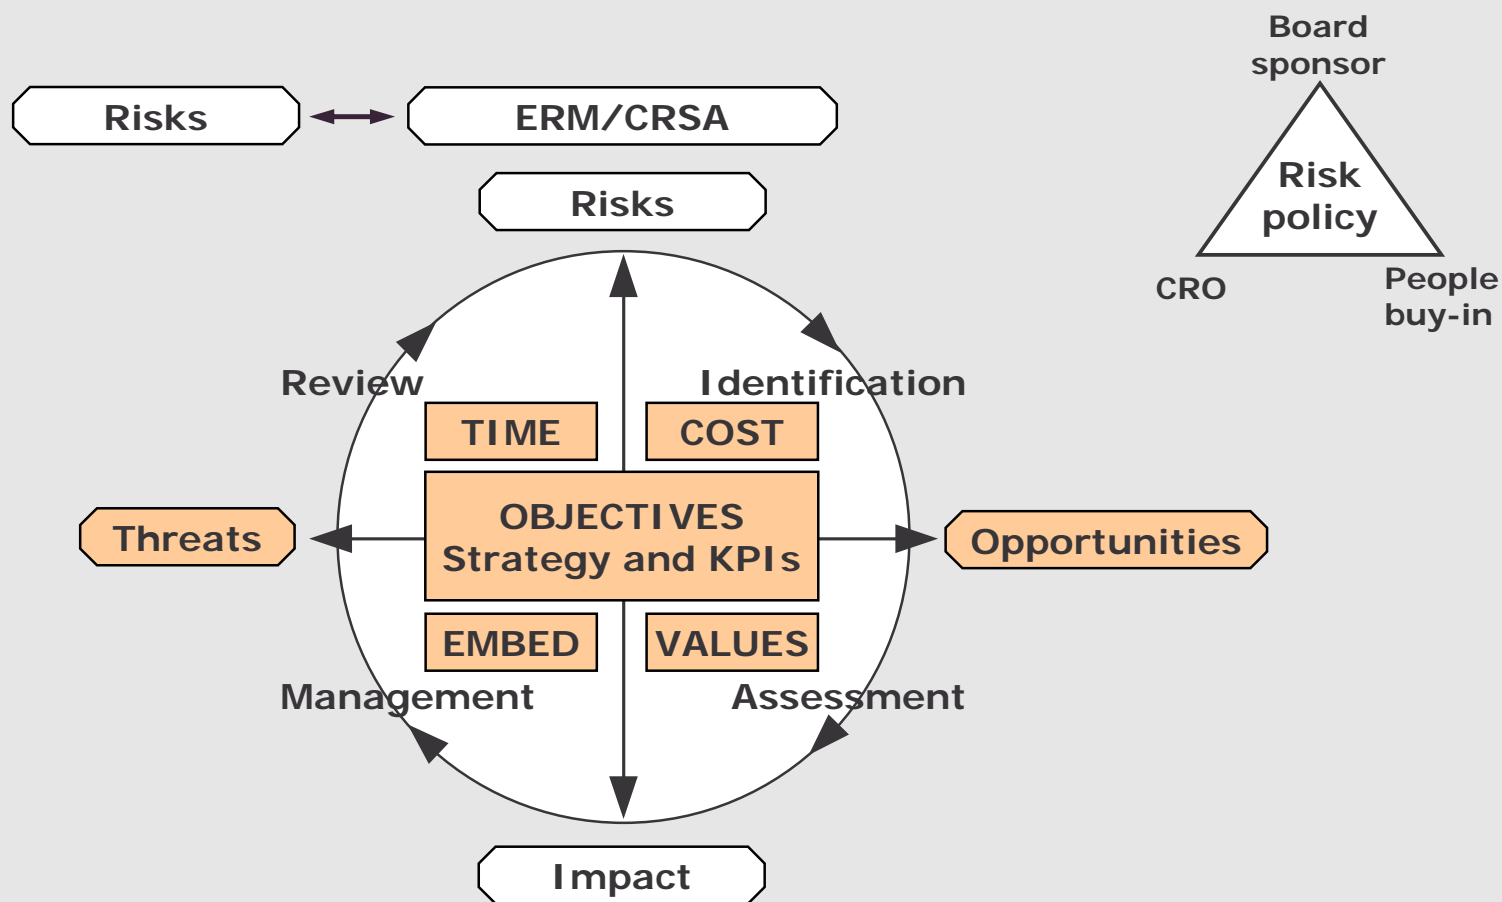 Board
sponsor
Risks
ERM/CRSA
Risk
policy
Risks
CRO
People
buy-in
Review
Identification
TIME
COST
OBJECTIVES
Strategy and KPIs
Threats
Opportunities
EMBED
VALUES
Management
Assessment
Impact